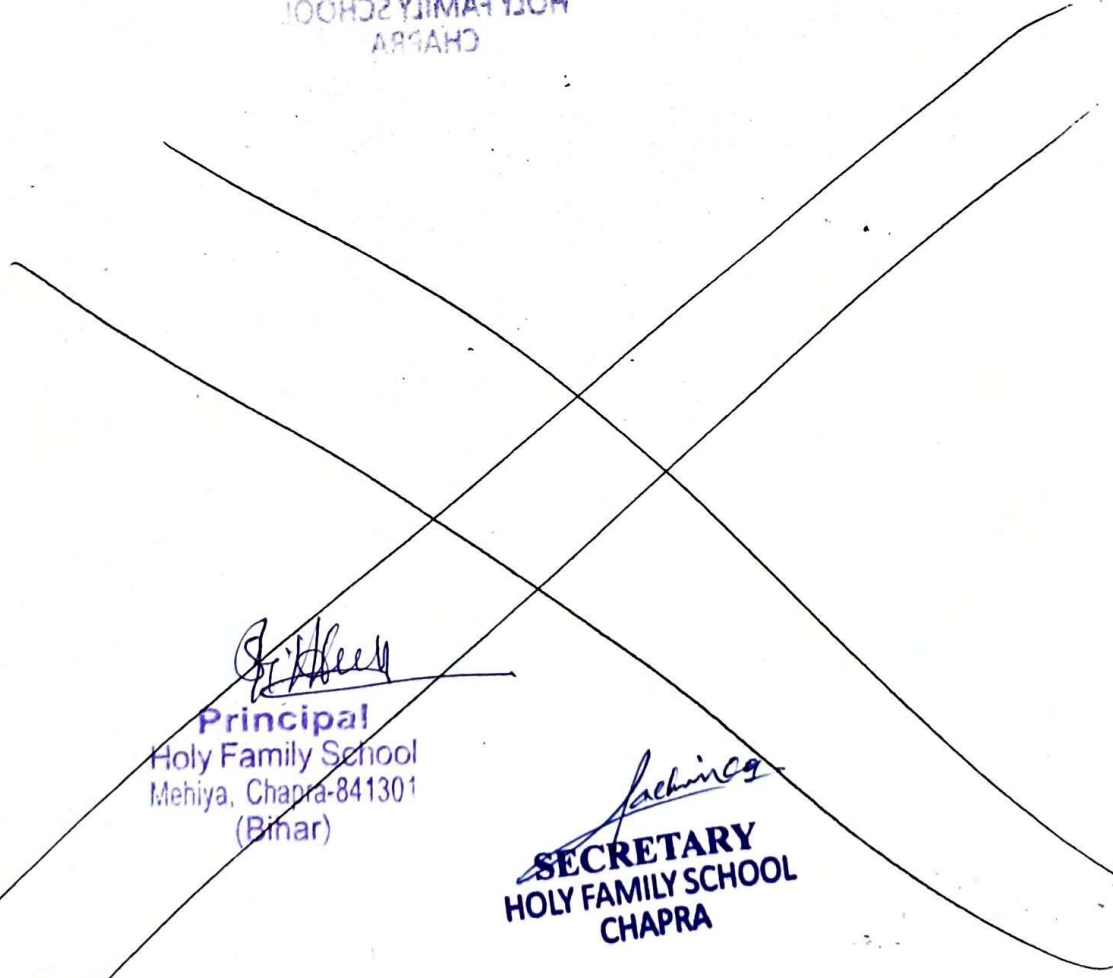 HOLY FAMILY SCHOOL
CHAPRA
Principal
Holy Family School
Mehiya, Chapra-841301
(Bihar)
SECRETARY
HOLY FAMILY SCHOOL
CHAPRA